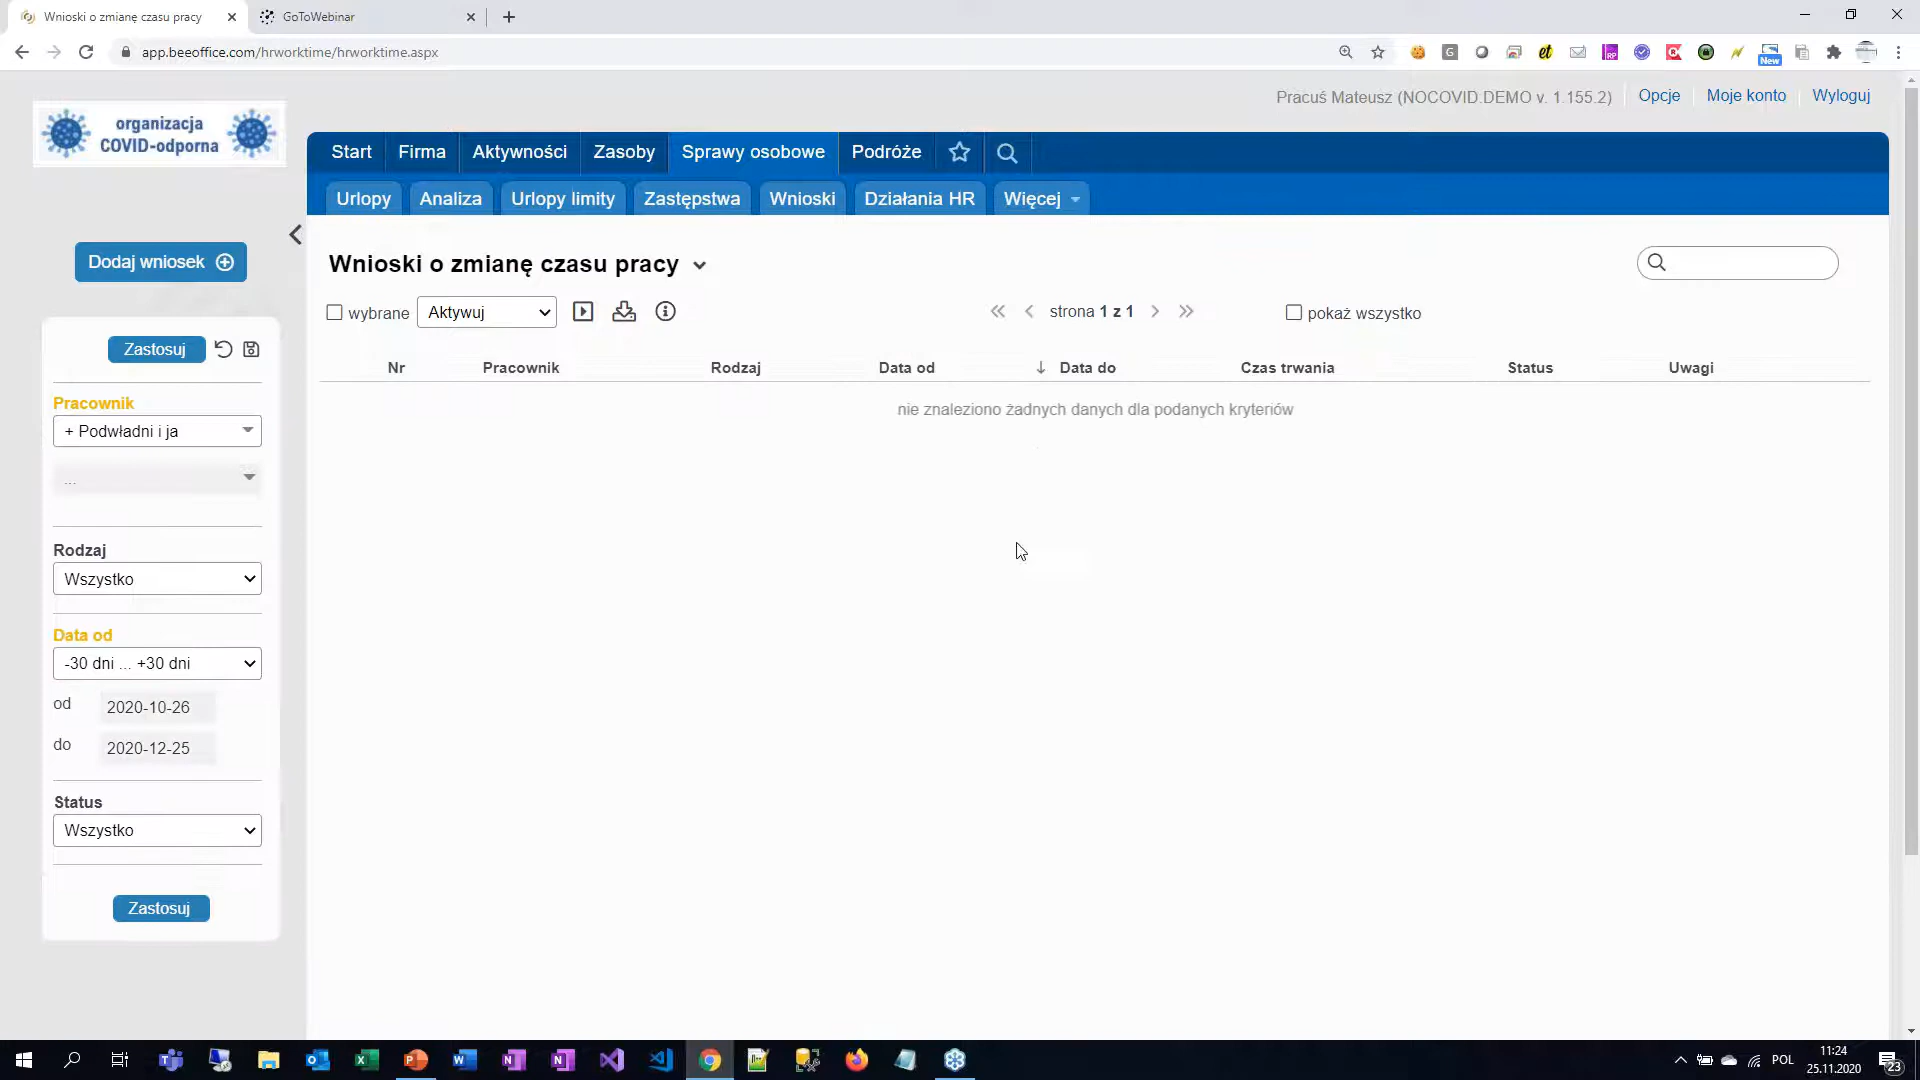 Wnioski o zmianę czasu pracy
GoToWebinar
app.beeoffice.com/hrworktime/hrworktime.aspx
G
et
RP
New
organizacja
COVID-odporna
Pracuś Mateusz (NOCOVID:DEMO v. 1.155.2)
Opcje
Moje konto
Wyloguj
Start
Firma
Aktywności
Zasoby
Sprawy osobowe
Podróże
Urlopy
Analiza
Urlopy limity
Zastępstwa
Wnioski
Działania HR
Więcej
Dodaj wniosek
Wnioski o zmianę czasu pracy
wybrane
Aktywuj
strona 1 z 1
pokaż wszystko
Nr
Pracownik
Rodzaj
Data od
Data do
Czas trwania
Status
Uwagi
nie znaleziono żadnych danych dla podanych kryteriów
Zastosuj
Pracownik
+ Podwładni i ja
...
Rodzaj
Wszystko
Data od
-30 dni ... +30 dni
od
2020-10-26
do
2020-12-25
Status
Wszystko
Zastosuj
POL
11:24
25.11.2020
23